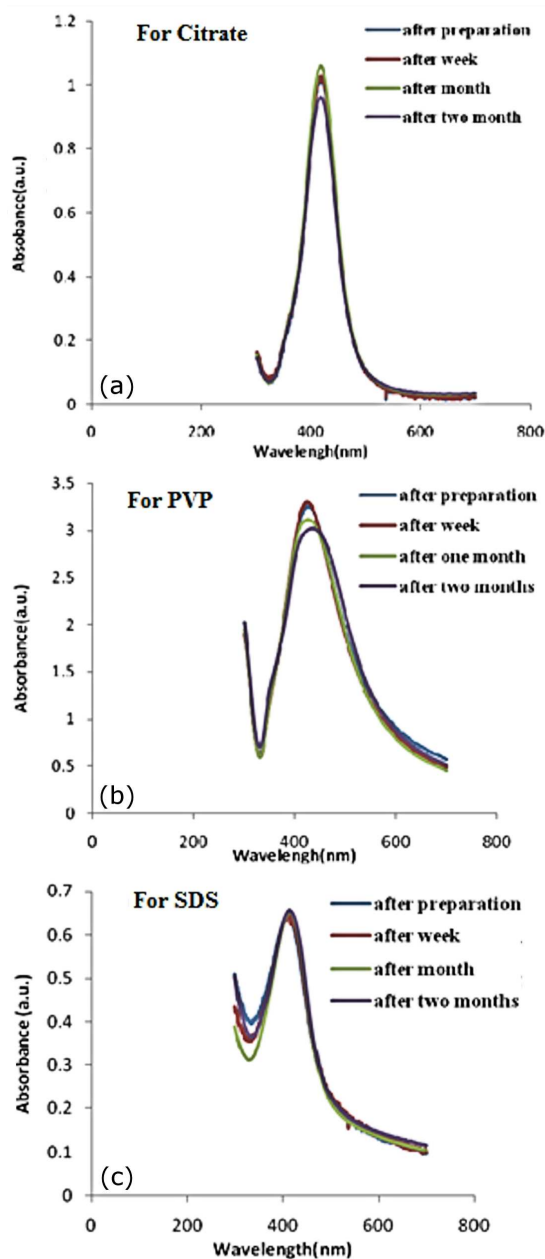 For Citrate
after preparation
after week
after month
after two month
Absobance(a.u.)
1.2
1
0.8
0.6
0.4
0.2
0
(a)
0
200
400
600
800
Wavelengh(nm)
For PVP
after preparation
after week
after one month
after two months
Absorbance(a.u.)
3.5
3
2.5
2
1.5
1
0.5
0
(b)
0
200
400
600
800
Wavelengh(nm)
For SDS
after preparation
after week
after month
after two months
Absorbance (a.u.)
0.7
0.6
0.5
0.4
0.3
0.2
0.1
0
(c)
0
200
400
600
800
Wavelengh(nm)